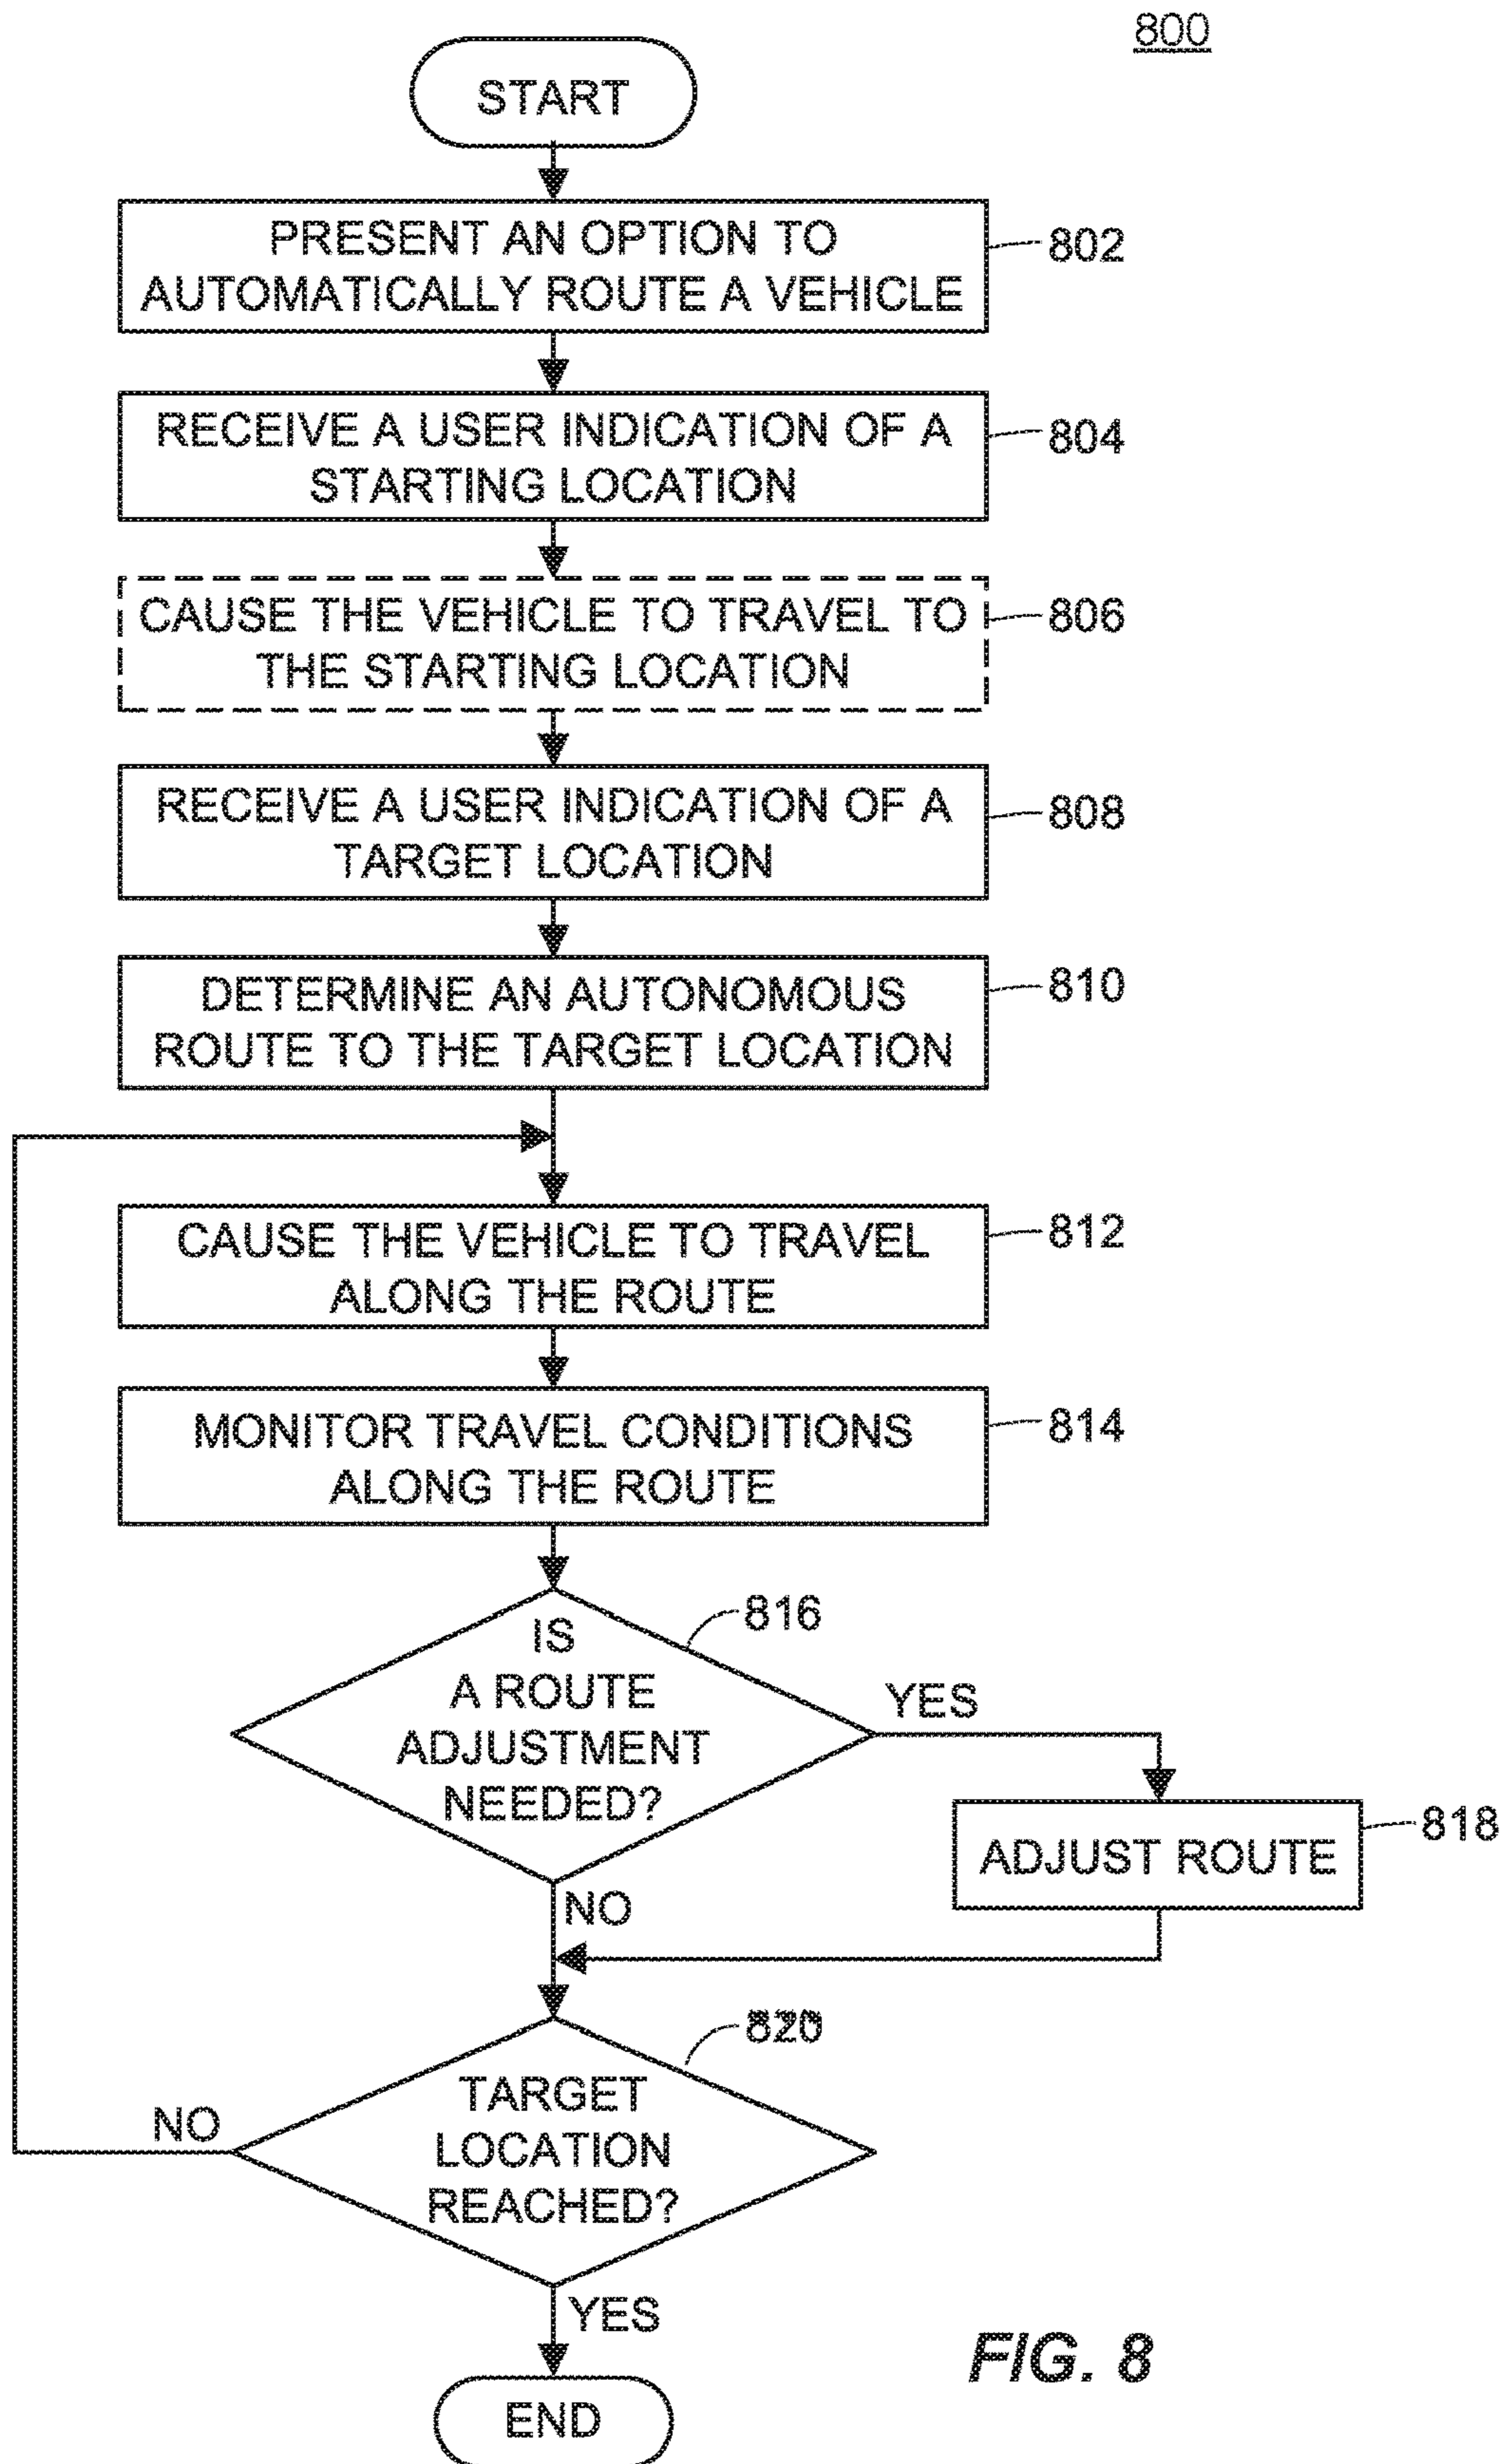 800
START
PRESENT AN OPTION TO
AUTOMATICALLY ROUTE A VEHICLE
802
RECEIVE A USER INDICATION OF A
STARTING LOCATION
804
CAUSE THE VEHICLE TO TRAVEL TO
THE STARTING LOCATION
806
RECEIVE A USER INDICATION OF A
TARGET LOCATION
808
DETERMINE AN AUTONOMOUS
ROUTE TO THE TARGET LOCATION
810
CAUSE THE VEHICLE TO TRAVEL
ALONG THE ROUTE
812
MONITOR TRAVEL CONDITIONS
ALONG THE ROUTE
814
IS
A ROUTE
ADJUSTMENT
NEEDED?
816
YES
ADJUST ROUTE
818
NO
TARGET
LOCATION
REACHED?
820
NO
YES
END
FIG. 8